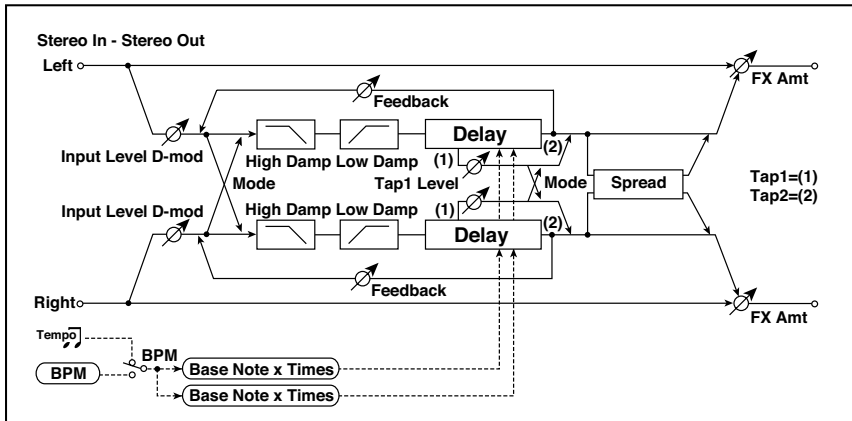 Stereo In - Stereo Out
Left
FX Amt
Feedback
Input Level D-mod
Delay
High Damp Low Damp
(1)
(2)
Mode
Tap1 Level
Mode
Spread
Tap1=(1)
Tap2=(2)
Input Level D-mod
High Damp Low Damp
(1)
(2)
Delay
Feedback
Right
FX Amt
Tempo
BPM
BPM
Base Note x Times
Base Note x Times